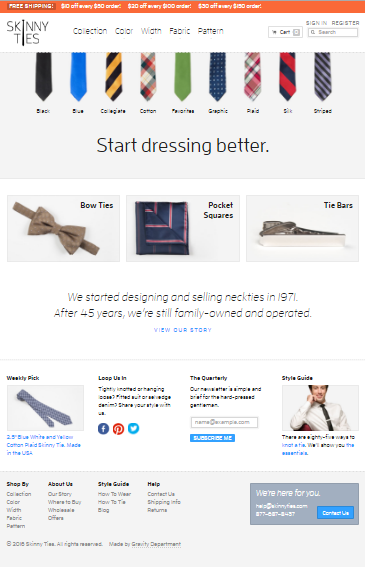 FREE SHIPPING! $10 off every $50 order! $20 off every $100 order! $30 off every $150 order!
SIGN IN REGISTER
SKINNY TIES
Collection Color Width Fabric Pattern
Cart 0 Search
Black Blue Collegiate Cotton Favorites Graphic Plaid Silk Striped
Start dressing better.
Bow Ties
Pocket Squares
Tie Bars
We started designing and selling neckties in 1971.
After 45 years, we're still family-owned and operated.
VIEW OUR STORY
Weekly Pick
2.5" Blue White and Yellow
Cotton Plaid Skinny Tie. Made
in the USA
Loop Us In
Tightly knotted or hanging
loose? Fitted suit or selvedge
denim? Share your style with
us.
The Quarterly
Our newsletter is simple and
brief for the hard-pressed
gentleman.
name@example.com
SUBSCRIBE ME
Style Guide
There are eighty-five ways to
knot a tie. We'll show you the
essentials.
Shop By
Collection
Color
Width
Fabric
Pattern
About Us
Our Story
Where to Buy
Wholesale
Offers
Style Guide
How To Wear
How To Tie
Blog
Help
Contact Us
Shipping Info
Returns
We're here for you.
help@skinnyties.com
Contact Us
© 2016 Skinny Ties. All rights reserved. Made by Gravity Department